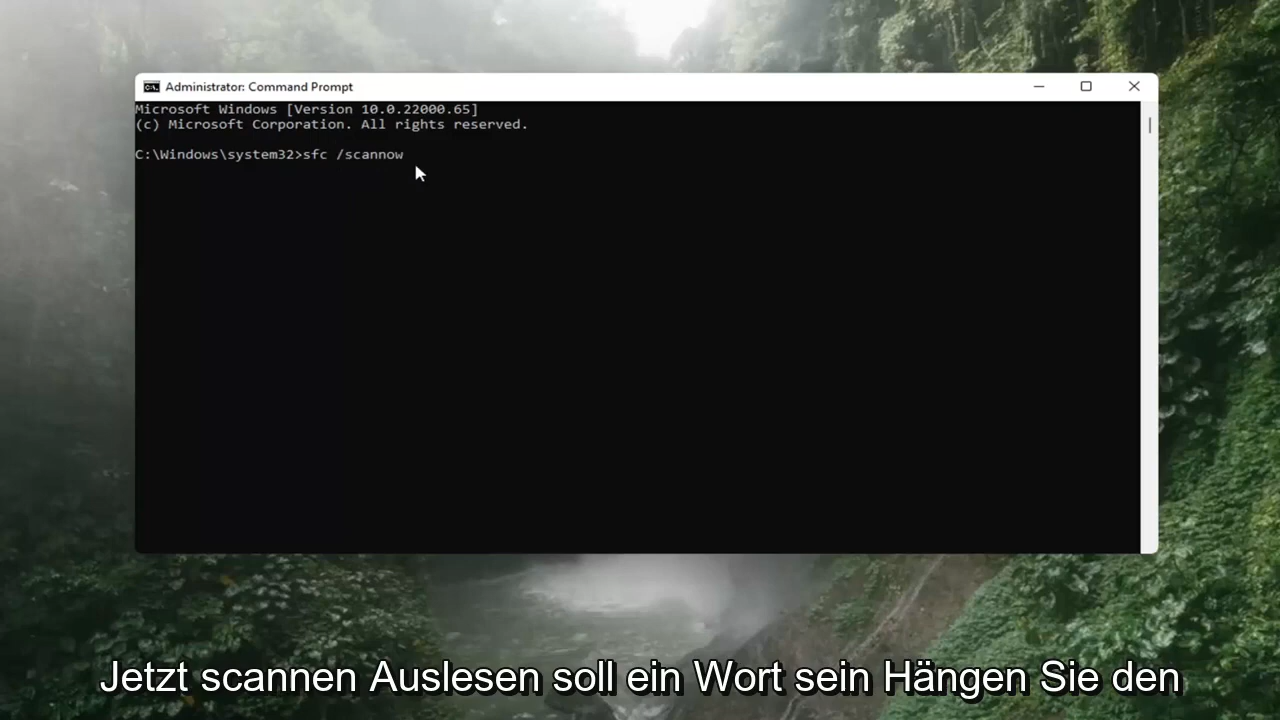 Administrator: Command Prompt
Microsoft Windows [Version 10.0.22000.65]
(c) Microsoft Corporation. All rights reserved.
C:\Windows\system32>sfc /scannow
Jetzt scannen Auslesen soll ein Wort sein Hängen Sie den